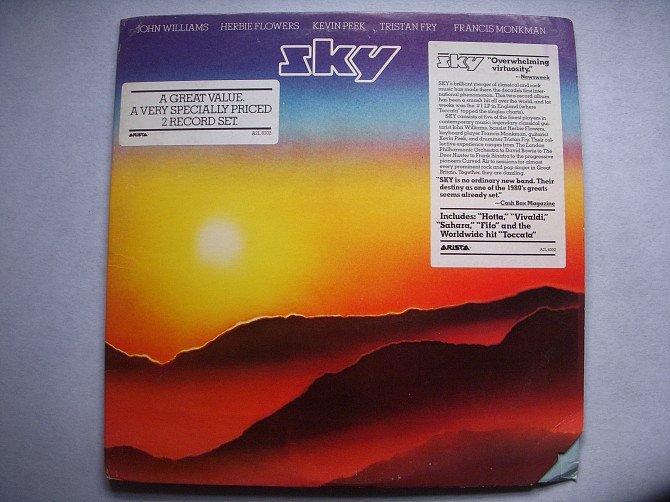 JOHN WILLIAMS HERBIE FLOWERS KEVIN PEEK TRISTAN FRY FRANCIS MONKMAN
sky
A GREAT VALUE.
A VERY SPECIALLY PRICED
2 RECORD SET.
ARISTA A2L 8302
sky "Overwhelming
virtuosity."
—Newsweek
SKY's brilliant merger of classical and rock
music has made them the decade's first inter-
national phenomenon. This two record album
has been a smash hit all over the world, and for
weeks was the #1 LP in England (where
"Toccata" topped the singles charts).
SKY consists of five of the finest players in
contemporary music: legendary classical gui-
tarist John Williams, bassist Herbie Flowers,
keyboard player Francis Monkman, guitarist
Kevin Peek, and drummer Tristan Fry. Their col-
lective experience ranges from The London
Philharmonic Orchestra to David Bowie to The
Deer Hunter to Frank Sinatra to the progressive
pioneers Curved Air to sessions for almost
every prominent rock and pop singer in Great
Britain. Together, they are dazzling.
"SKY is no ordinary new band. Their
destiny as one of the 1980's greats
seems already set."
—Cash Box Magazine
Includes: "Hotta," "Vivaldi,"
"Sahara," "Fifo" and the
Worldwide hit "Toccata"
ARISTA A2L 8302